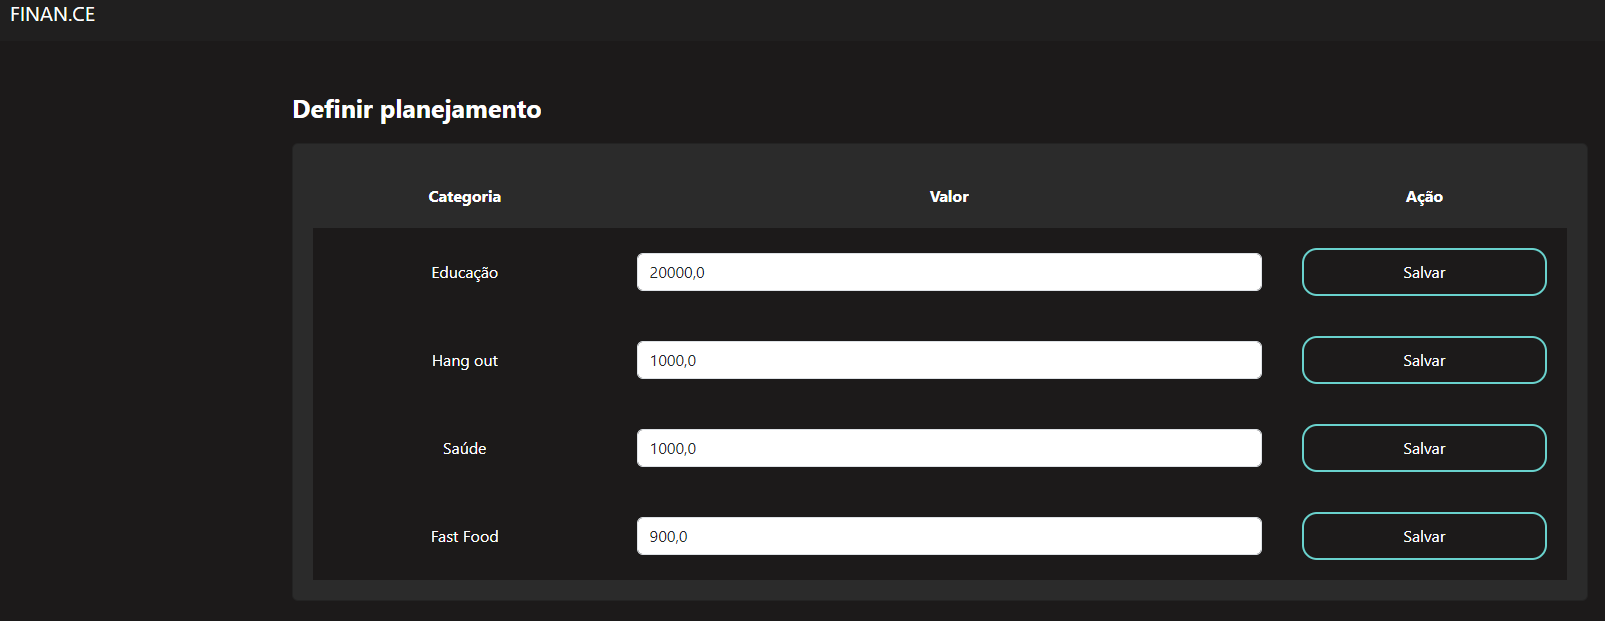 FINAN.CE
Definir planejamento
Categoria Valor Ação
Educação 20000,0 Salvar
Hang out 1000,0 Salvar
Saúde 1000,0 Salvar
Fast Food 900,0 Salvar